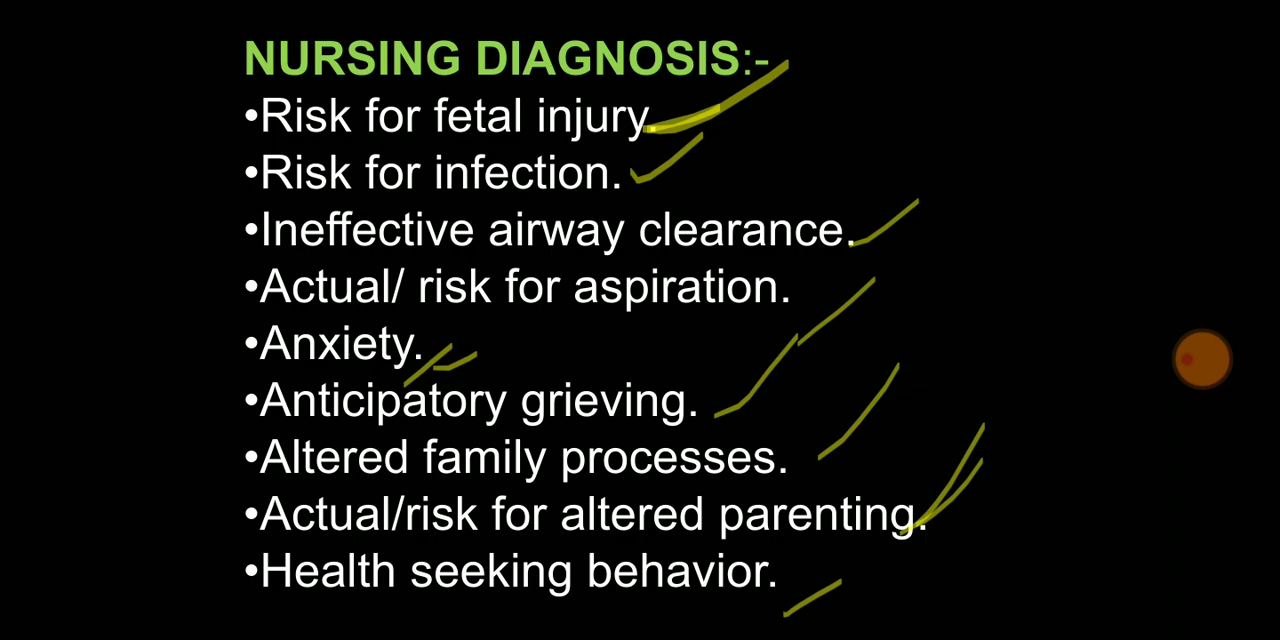 NURSING DIAGNOSIS:-
•Risk for fetal injury
•Risk for infection.
•Ineffective airway clearance.
•Actual/ risk for aspiration.
•Anxiety.
•Anticipatory grieving.
•Altered family processes.
•Actual/risk for altered parenting.
•Health seeking behavior.